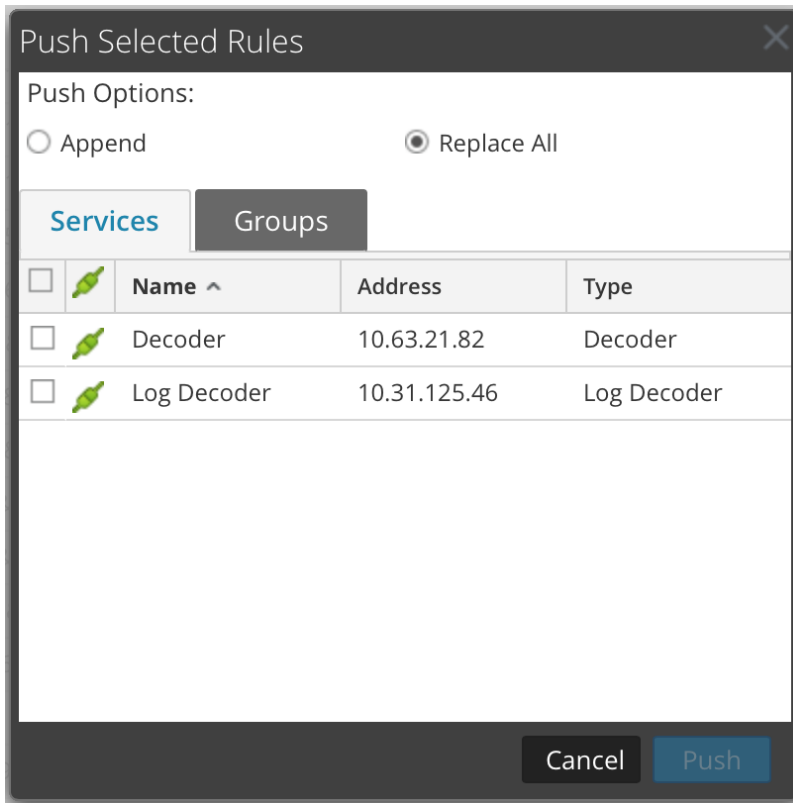 Push Selected Rules
Push Options:
Append Replace All
Services Groups
Name Address Type
Decoder 10.63.21.82 Decoder
Log Decoder 10.31.125.46 Log Decoder
Cancel Push